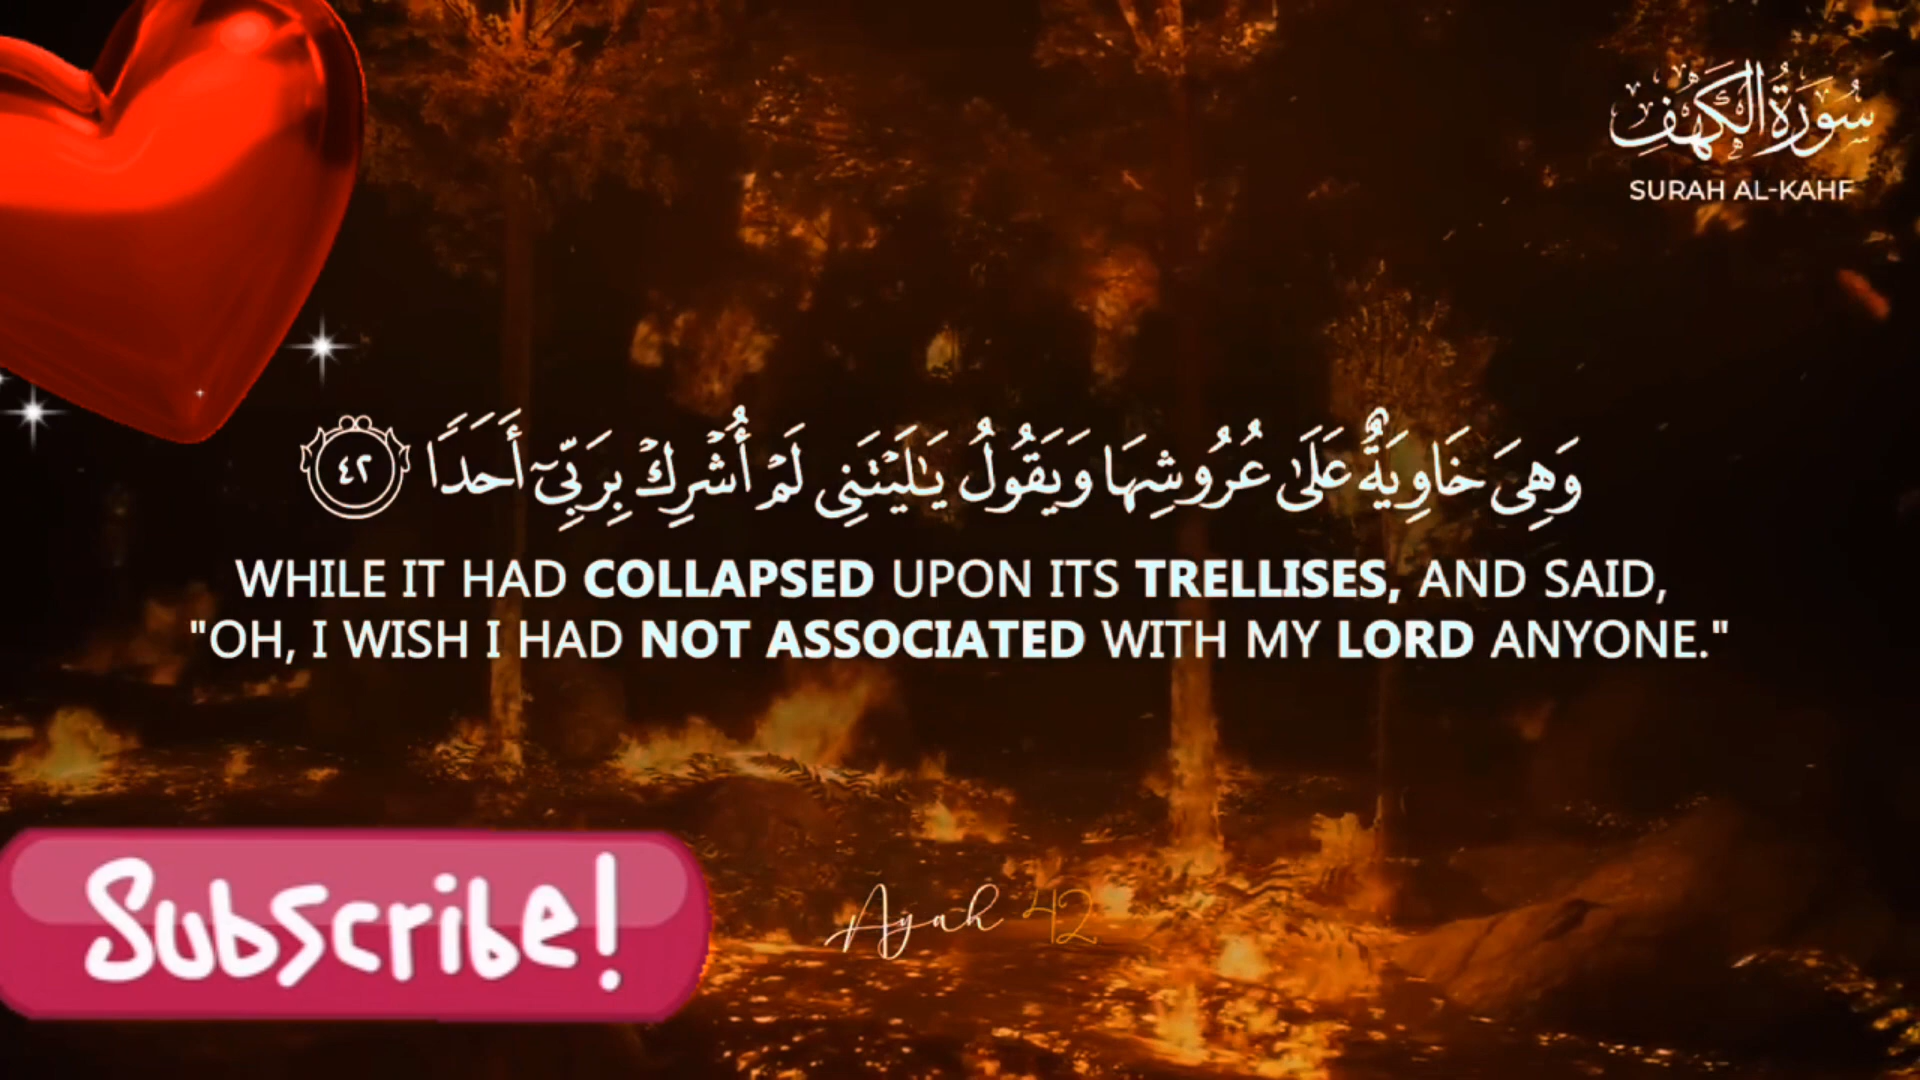 سُورَةُ الكَهْفِ
SURAH AL-KAHF
وَهِىَ خَاوِيَةٌ عَلَىٰ عُرُوشِهَا وَيَقُولُ يَـٰلَيْتَنِى لَمْ أُشْرِكْ بِرَبِّىٓ أَحَدًا ٤٢
WHILE IT HAD COLLAPSED UPON ITS TRELLISES, AND SAID,
"OH, I WISH I HAD NOT ASSOCIATED WITH MY LORD ANYONE."
Subscribe!
Ayah 42